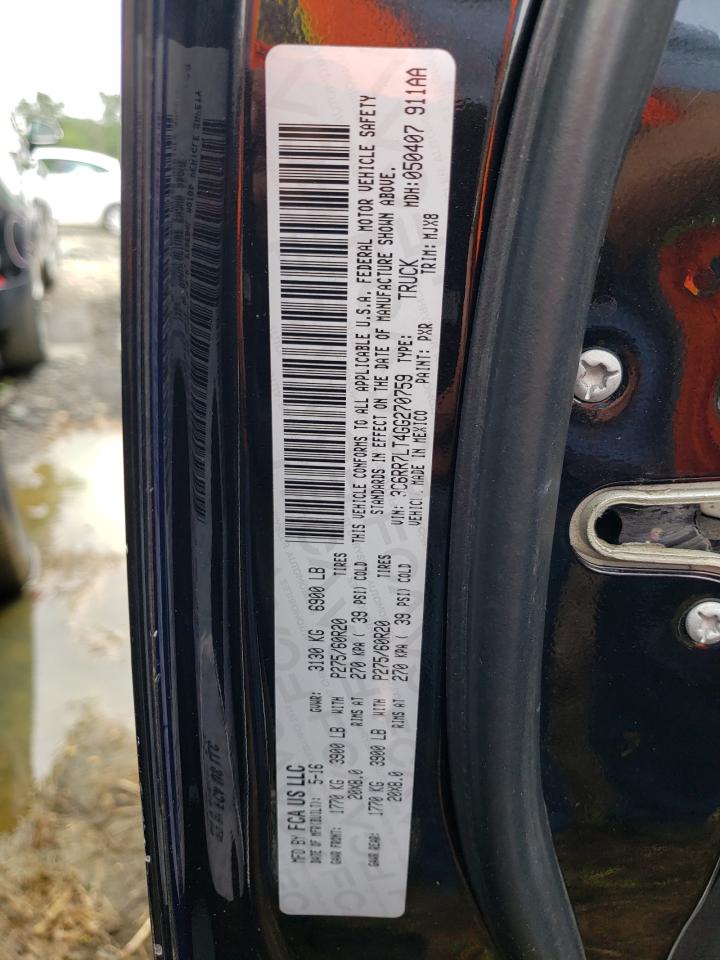 MFD BY FCA US LLC
DATE OF MFR(BUILT): 5-16 GVWR: 3130 KG 6900 LB
GAWR FRONT: 1770 KG 3900 LB WITH P275/60R20 TIRES
20X8.0 RIMS AT 270 KPA ( 39 PSI) COLD
GAWR REAR: 1770 KG 3900 LB WITH P275/60R20 TIRES
20X8.0 RIMS AT 270 KPA ( 39 PSI) COLD
THIS VEHICLE CONFORMS TO ALL APPLICABLE U.S.A. FEDERAL MOTOR VEHICLE SAFETY
STANDARDS IN EFFECT ON THE DATE OF MANUFACTURE SHOWN ABOVE.
VIN: 3C6RR7LT4GG270759 TYPE: TRUCK MDH:050407 911AA
VEHICLE MADE IN MEXICO PAINT: PXR TRIM: MJX8